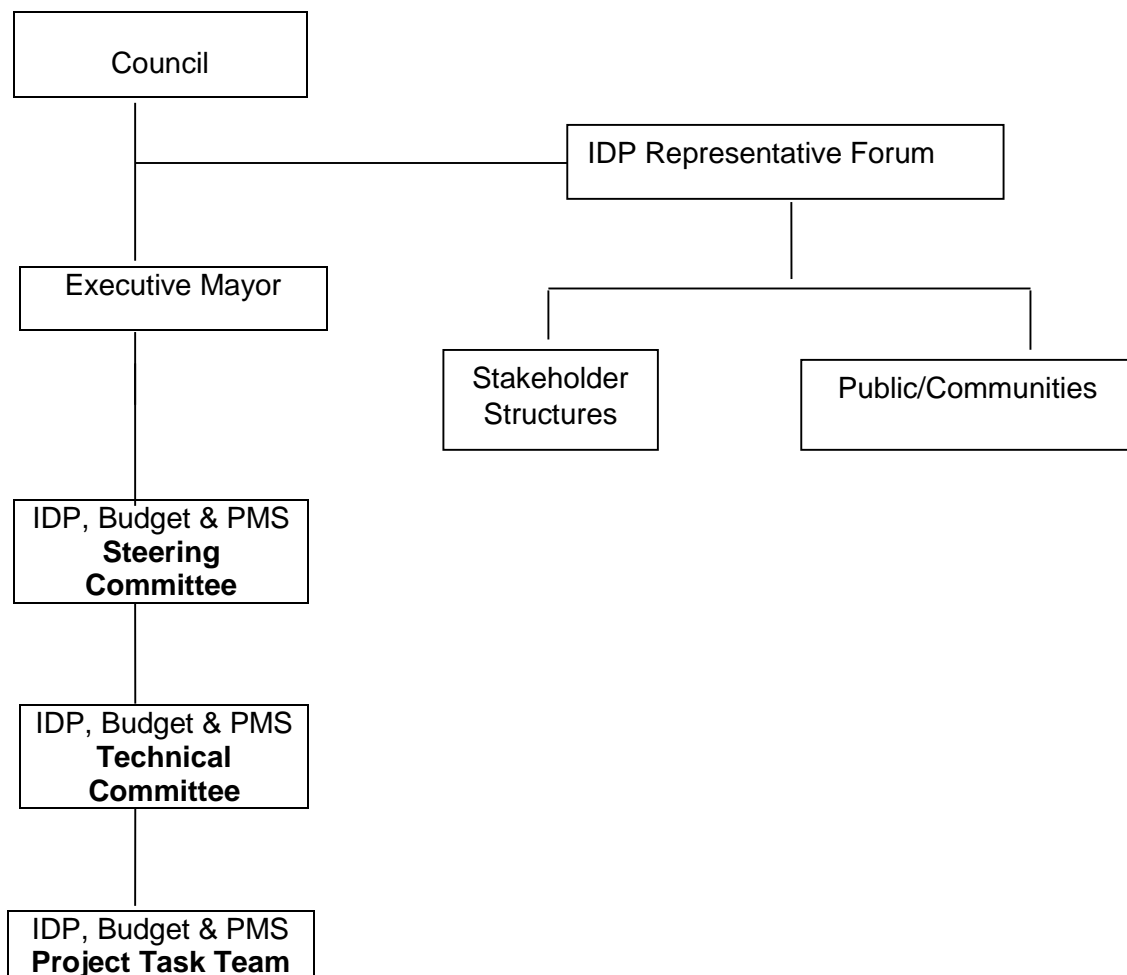 Council
IDP Representative Forum
Executive Mayor
Stakeholder
Structures
Public/Communities
IDP, Budget & PMS
Steering
Committee
IDP, Budget & PMS
Technical
Committee
IDP, Budget & PMS
Project Task Team